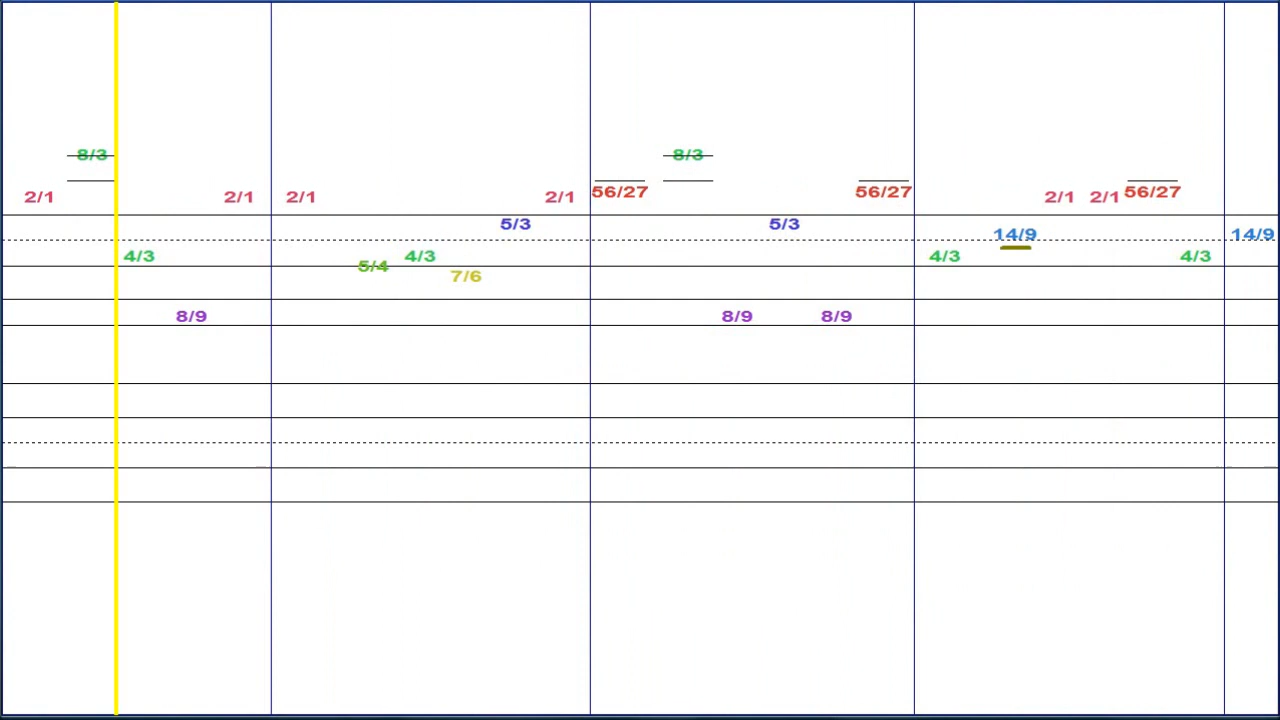 8/3 8/3
2/1 2/1 2/1 2/1 56/27 56/27 2/1 2/1 56/27
5/3 5/3
14/9 14/9
4/3 4/3 4/3 4/3
5/4
7/6
8/9 8/9 8/9